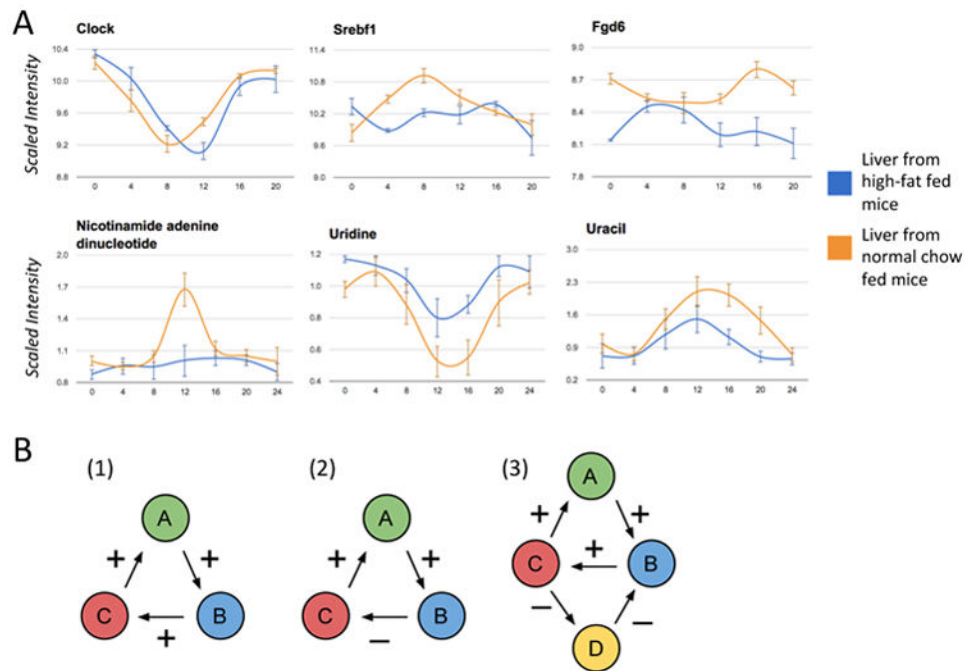 A
Clock
Srebf1
Fgd6
Scaled Intensity
10.4
10.0
9.6
9.2
8.8
0 4 8 12 16 20
11.4
10.8
10.2
9.6
9.0
0 4 8 12 16 20
9.0
8.7
8.4
8.1
7.8
0 4 8 12 16 20
Liver from
high-fat fed
mice
Liver from
normal chow
fed mice
Nicotinamide adenine
dinucleotide
Uridine
Uracil
Scaled Intensity
2.0
1.7
1.4
1.1
0.8
0 4 8 12 16 20 24
1.2
1.0
0.8
0.6
0.4
0 4 8 12 16 20 24
3.0
2.3
1.6
0.9
0.2
0 4 8 12 16 20 24
B
(1)
A
+ +
C B
+
(2)
A
+ +
C B
−
(3)
A
+ +
C + B
− −
D